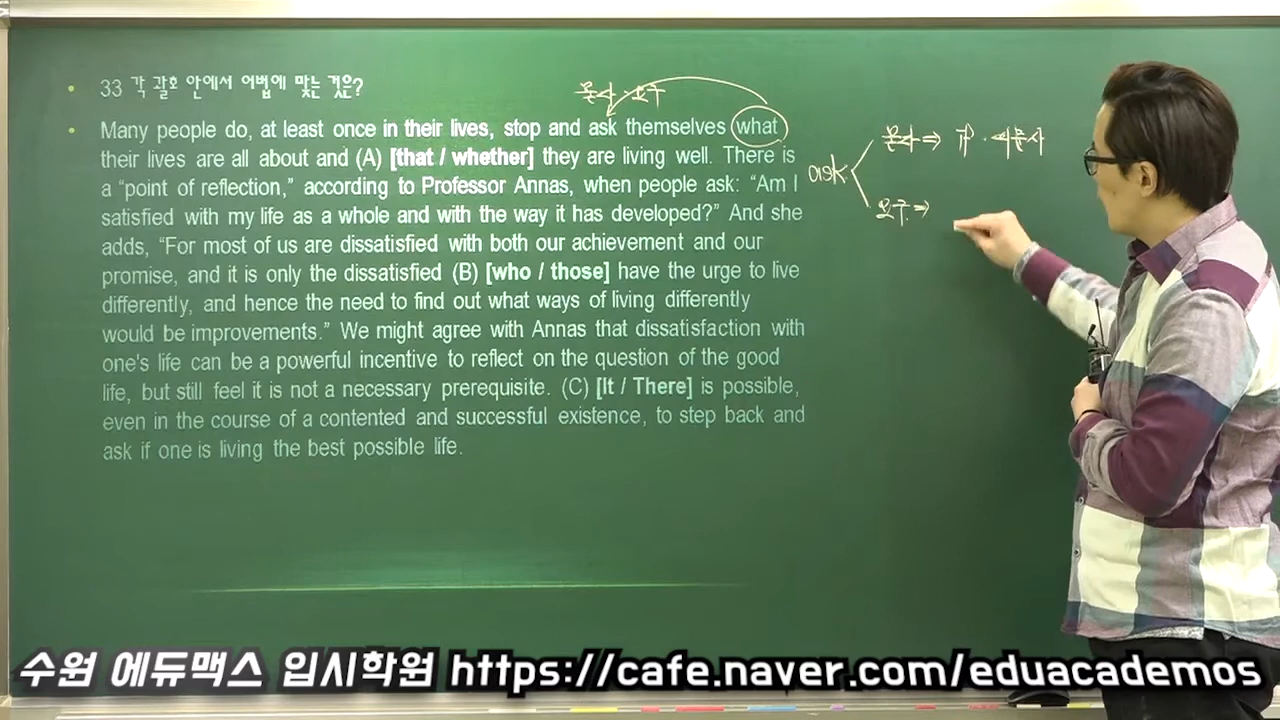 33 각 괄호 안에서 어법에 맞는 것은?
Many people do, at least once in their lives, stop and ask themselves what
their lives are all about and (A) [that / whether] they are living well. There is
a “point of reflection,” according to Professor Annas, when people ask: “Am I
satisfied with my life as a whole and with the way it has developed?” And she
adds, “For most of us are dissatisfied with both our achievement and our
promise, and it is only the dissatisfied (B) [who / those] have the urge to live
differently, and hence the need to find out what ways of living differently
would be improvements.” We might agree with Annas that dissatisfaction with
one's life can be a powerful incentive to reflect on the question of the good
life, but still feel it is not a necessary prerequisite. (C) [It / There] is possible,
even in the course of a contented and successful existence, to step back and
ask if one is living the best possible life.
ask
요구⇒
수원 에듀맥스 입시학원 https://cafe.naver.com/eduacademos